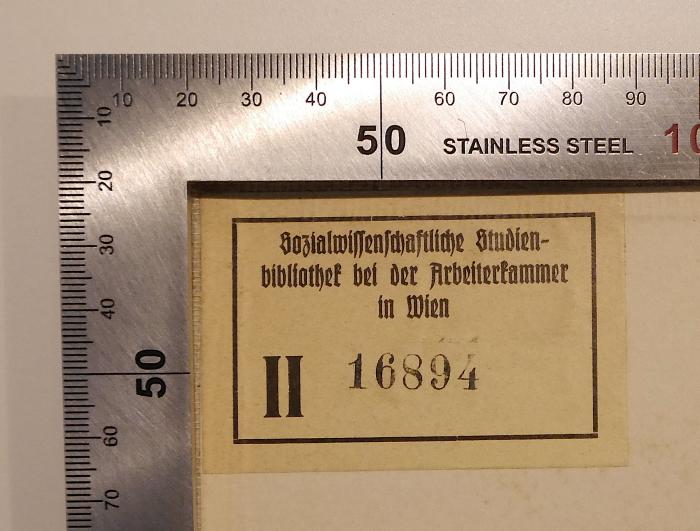 10 20 30 40 50 60 70 80 90 10
STAINLESS STEEL
10
20
30
40
50
60
70
Sozialwissenschaftliche Studien-
bibliothek bei der Arbeiterkammer
in Wien
II 16894